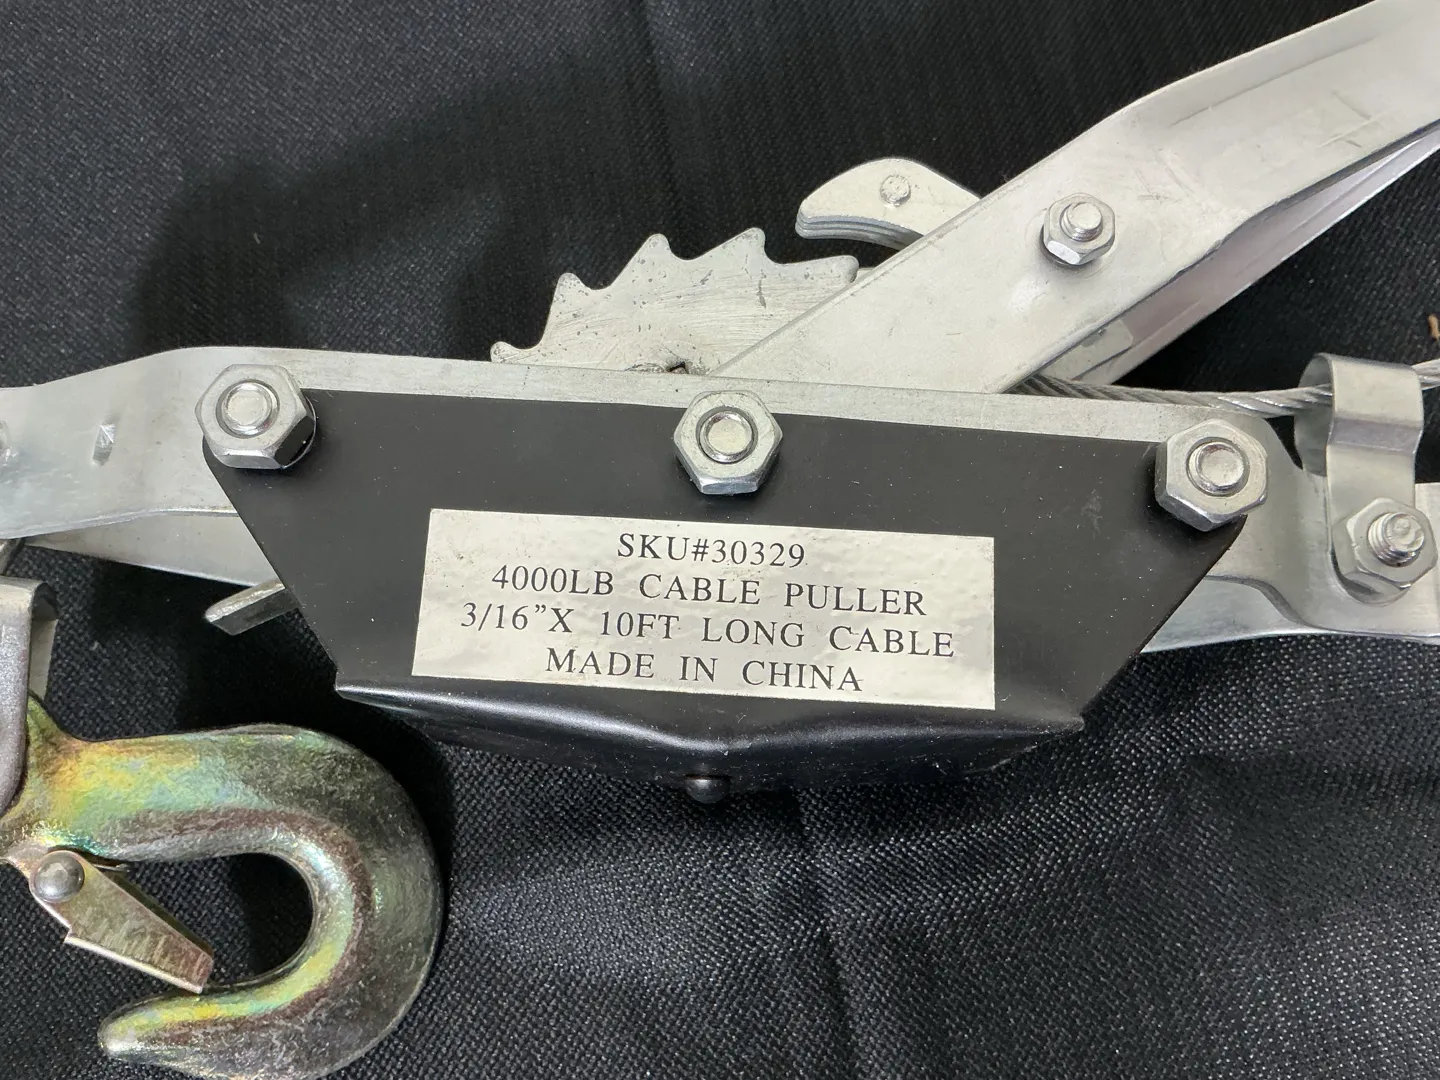 SKU#30329
4000LB CABLE PULLER
3/16”X 10FT LONG CABLE
MADE IN CHINA